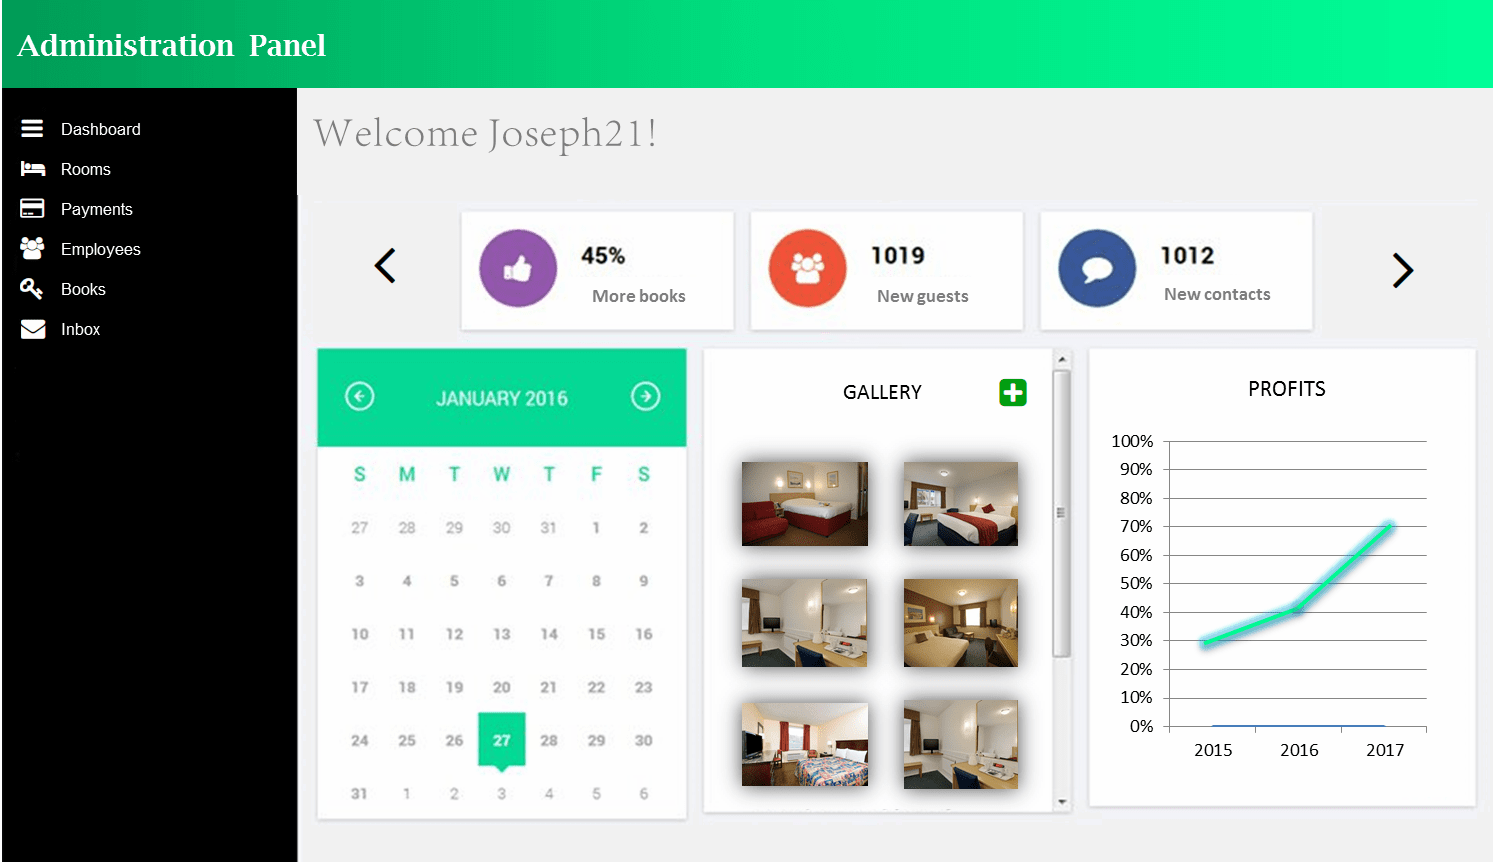 Administration Panel
Dashboard
Rooms
Payments
Employees
Books
Inbox
Welcome Joseph21!
45%
More books
1019
New guests
1012
New contacts
JANUARY 2016
S M T W T F S
27 28 29 30 31 1 2
3 4 5 6 7 8 9
10 11 12 13 14 15 16
17 18 19 20 21 22 23
24 25 26 27 28 29 30
31 1 2 3 4 5 6
GALLERY
PROFITS
100%
90%
80%
70%
60%
50%
40%
30%
20%
10%
0%
2015 2016 2017